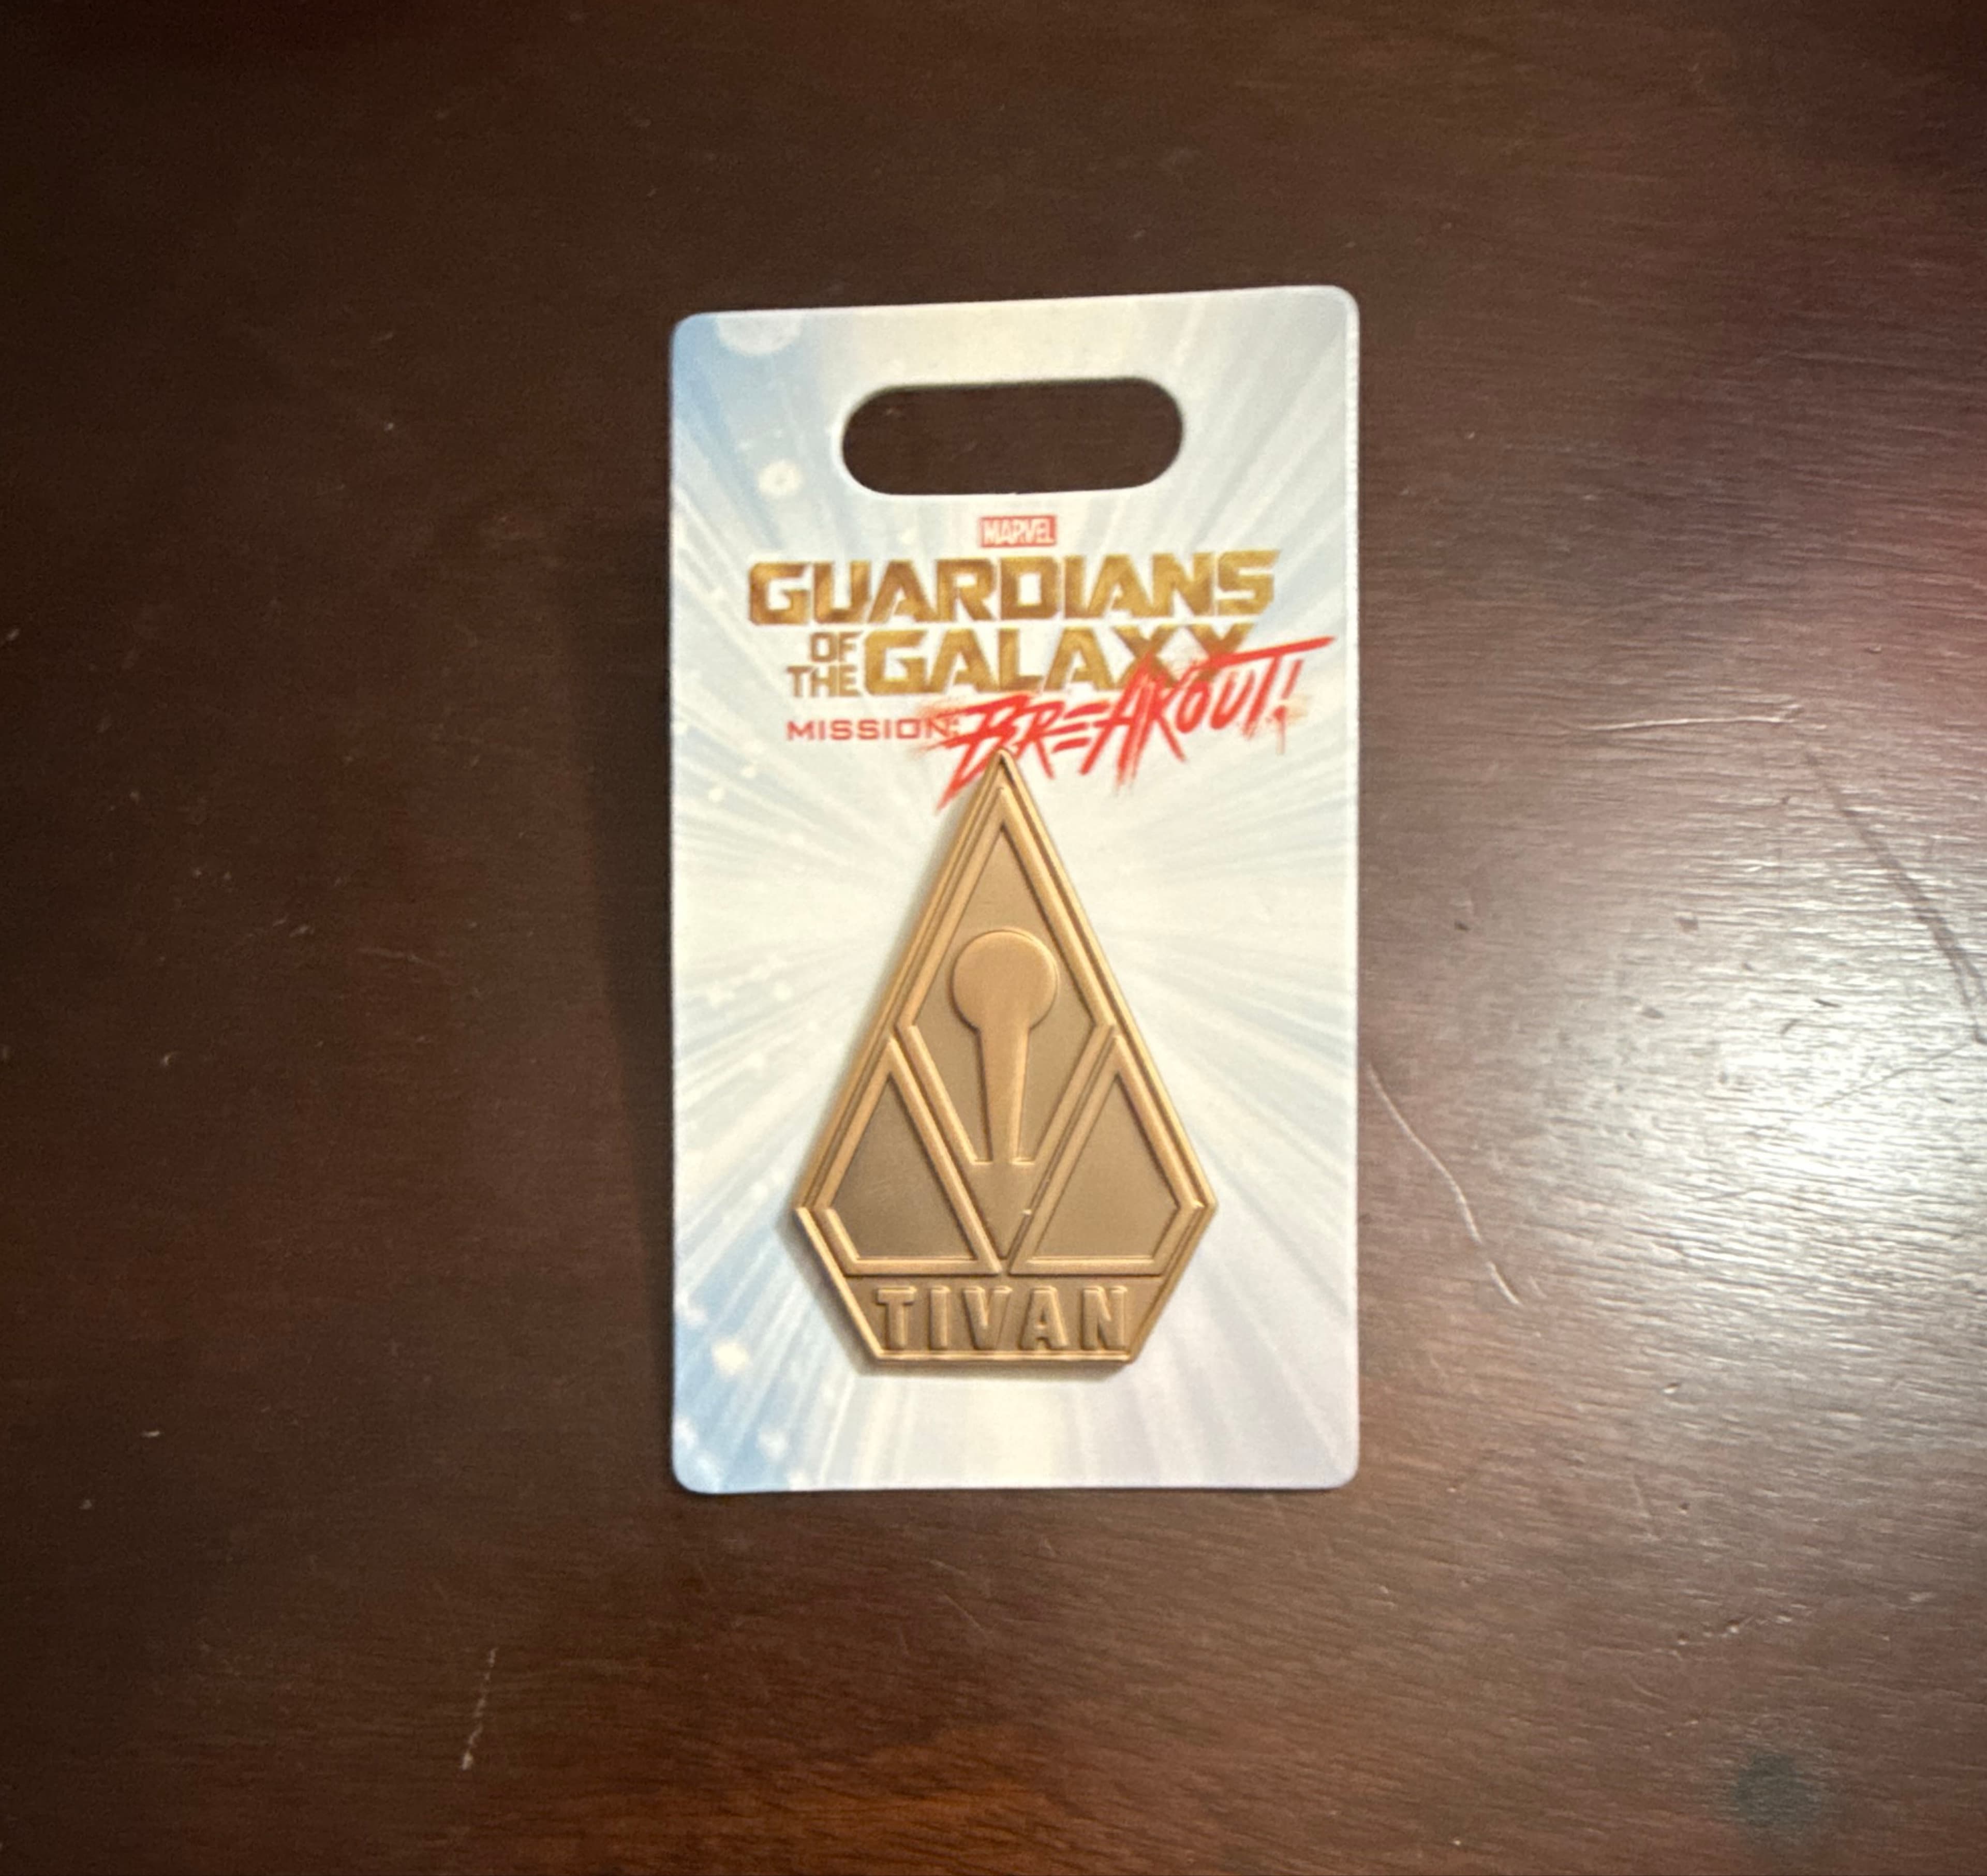 MARVEL
GUARDIANS
OF THE GALAXY
MISSION: BREAKOUT!
TIVAN